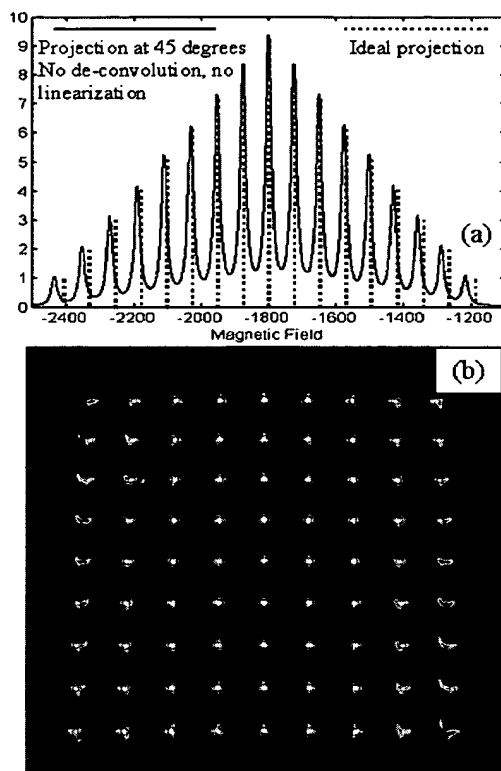 10
Projection at 45 degrees
No de-convolution, no
linearization
Ideal projection
9
8
7
6
5
4
3
2
1
0
(a)
-2400 -2200 -2000 -1800 -1600 -1400 -1200
Magnetic Field
(b)